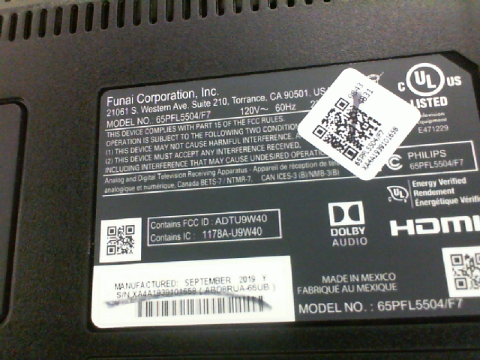 Funai Corporation, Inc.
21061 S. Western Ave. Suite 210, Torrance, CA 90501. US
MODEL NO.: 65PFL5504/F7 120V~ 60Hz
THIS DEVICE COMPLIES WITH PART 15 OF THE FCC RULES.
OPERATION IS SUBJECT TO THE FOLLOWING TWO CONDITIONS
(1) THIS DEVICE MAY NOT CAUSE HARMFUL INTERFERENCE, A
(2) THIS DEVICE MUST ACCEPT ANY INTERFERENCE RECEIVED,
INCLUDING INTERFERENCE THAT MAY CAUSE UNDESIRED OPERA
Analog and Digital Television Receiving Apparatus - Appareil de réception de
analogique et numérique, Canada BETS-7 / NTMR-7. CAN ICES-3 (B)/NMB-3(B)
C UL US
LISTED
E471229
PHILIPS
65PFL5504/F7
Energy Verified
Rendement
Énergétique Vérifié
Contains FCC ID : ADTU9W40
Contains IC : 1178A-U9W40
DOLBY
AUDIO
HDMI
MANUFACTURED: SEPTEMBER 2019 Y
MADE IN MEXICO
FABRIQUE AU MEXIQUE
MODEL NO. : 65PFL5504/F7